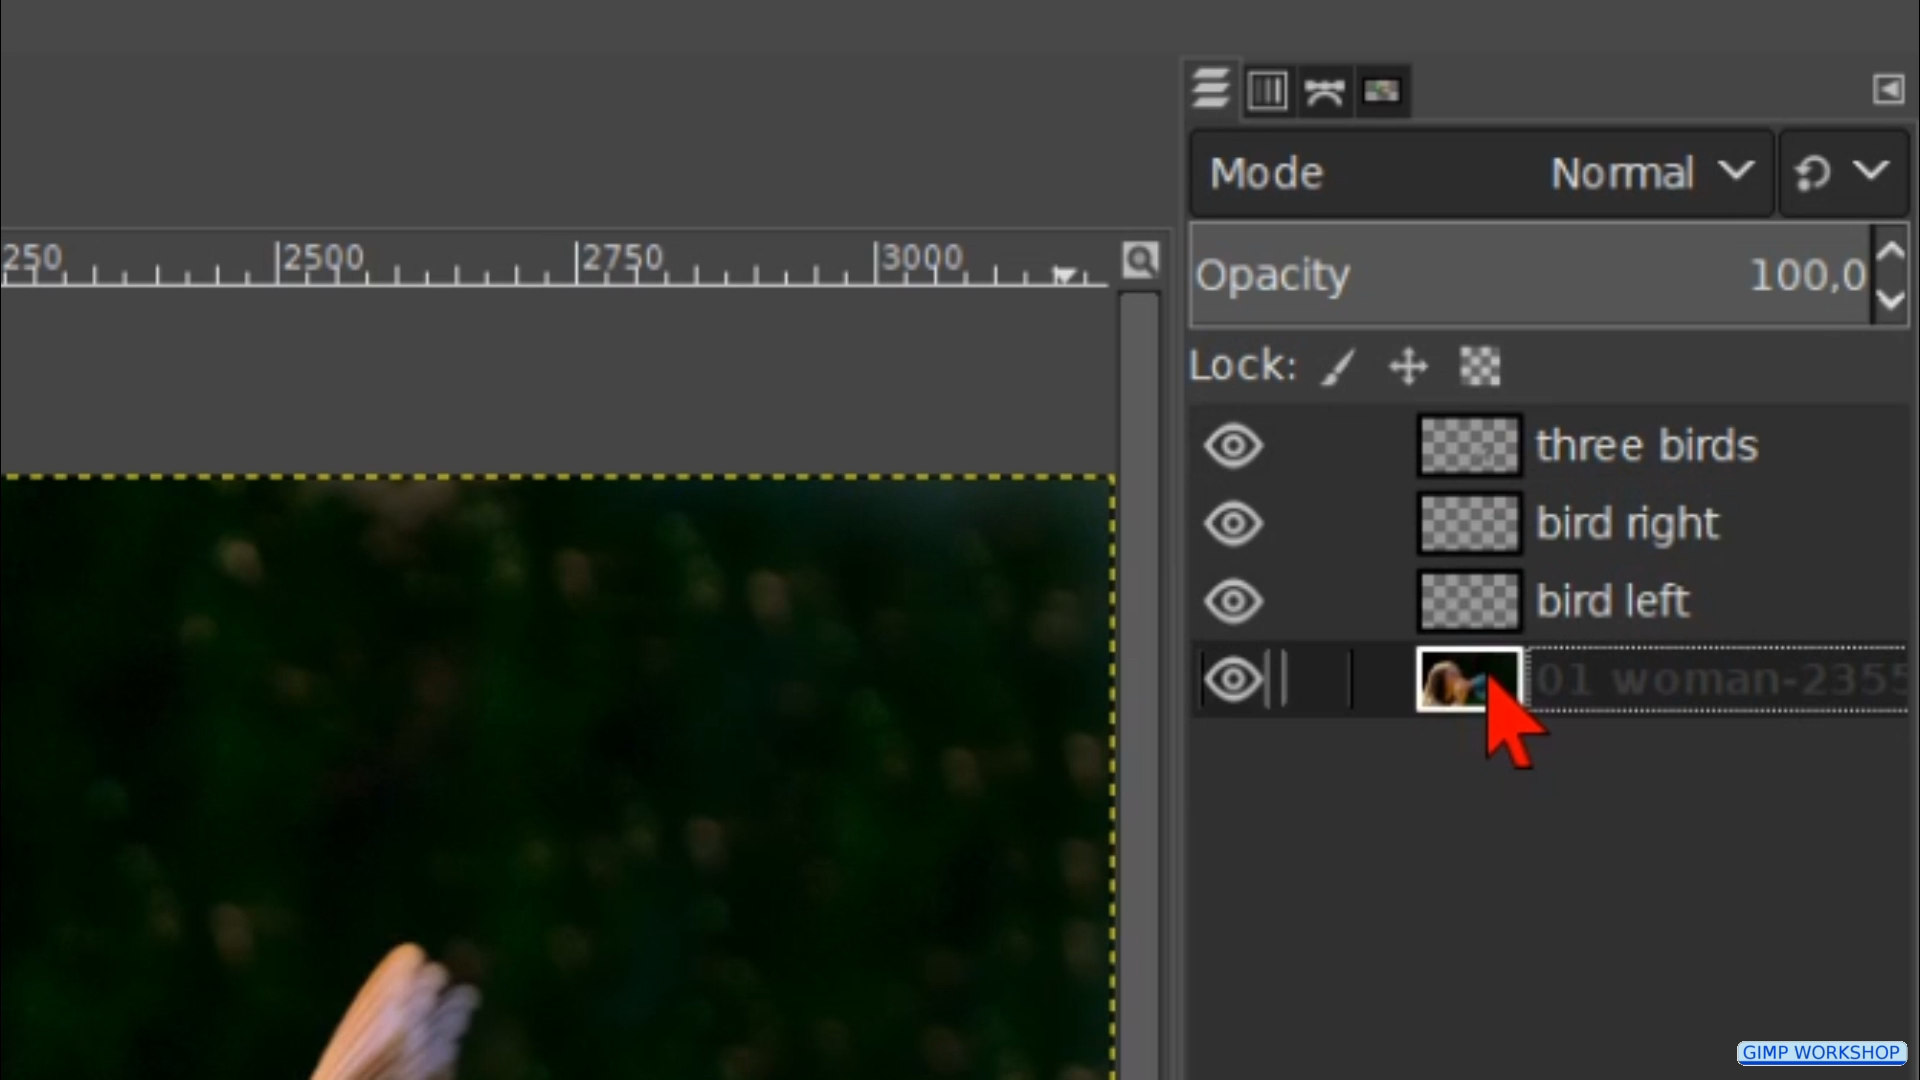 Mode Normal
250 2500 2750 3000
Opacity 100,0
Lock:
three birds
bird right
bird left
01 woman-2355
GIMP WORKSHOP